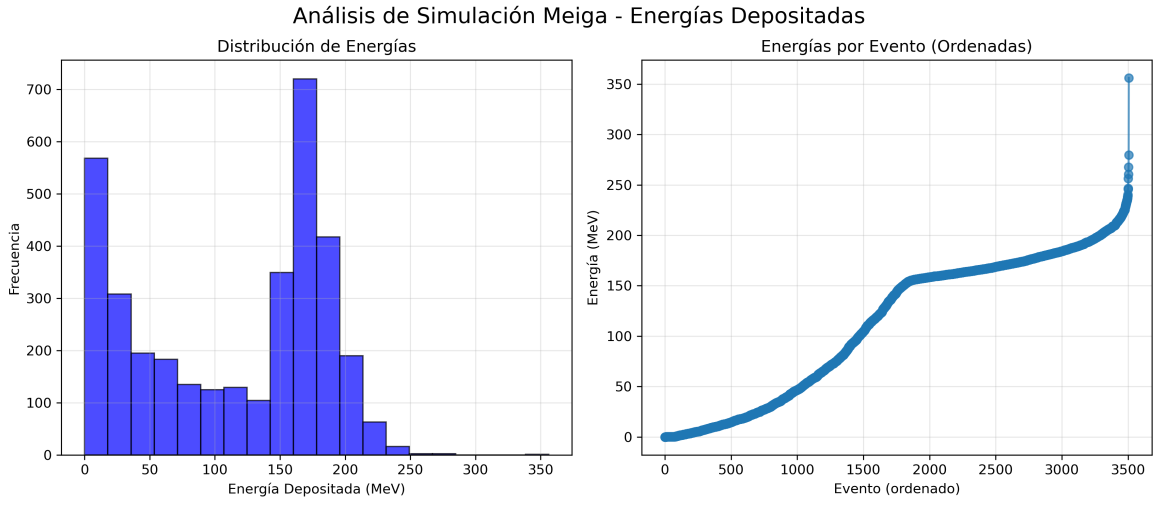 Análisis de Simulación Meiga - Energías Depositadas
Distribución de Energías
Frecuencia
700
600
500
400
300
200
100
0
0 50 100 150 200 250 300 350
Energía Depositada (MeV)
Energías por Evento (Ordenadas)
Energía (MeV)
350
300
250
200
150
100
50
0
0 500 1000 1500 2000 2500 3000 3500
Evento (ordenado)